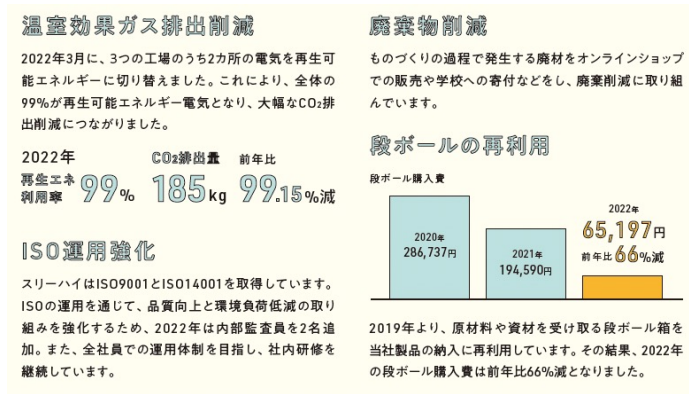 温室効果ガス排出削減
2022年3月に、3つの工場のうち2カ所の電気を再生可
能エネルギーに切り替えました。これにより、全体の
99%が再生可能エネルギー電気となり、大幅なCO₂排
出削減につながりました。
2022年
再生エネ
利用率 99%
CO₂排出量
185kg
前年比
99.15%減
ISO運用強化
スリーハイはISO9001とISO14001を取得しています。
ISOの運用を通じて、品質向上と環境負荷低減の取り
組みを強化するため、2022年は内部監査員を2名追
加。また、全社員での運用体制を目指し、社内研修を
継続しています。
廃棄物削減
ものづくりの過程で発生する廃材をオンラインショップ
での販売や学校への寄付などをし、廃棄削減に取り組
んでいます。
段ボールの再利用
段ボール購入費
2020年
286,737円
2021年
194,590円
2022年
65,197円
前年比66%減
2019年より、原材料や資材を受け取る段ボール箱を
当社製品の納入に再利用しています。その結果、2022年
の段ボール購入費は前年比66%減となりました。